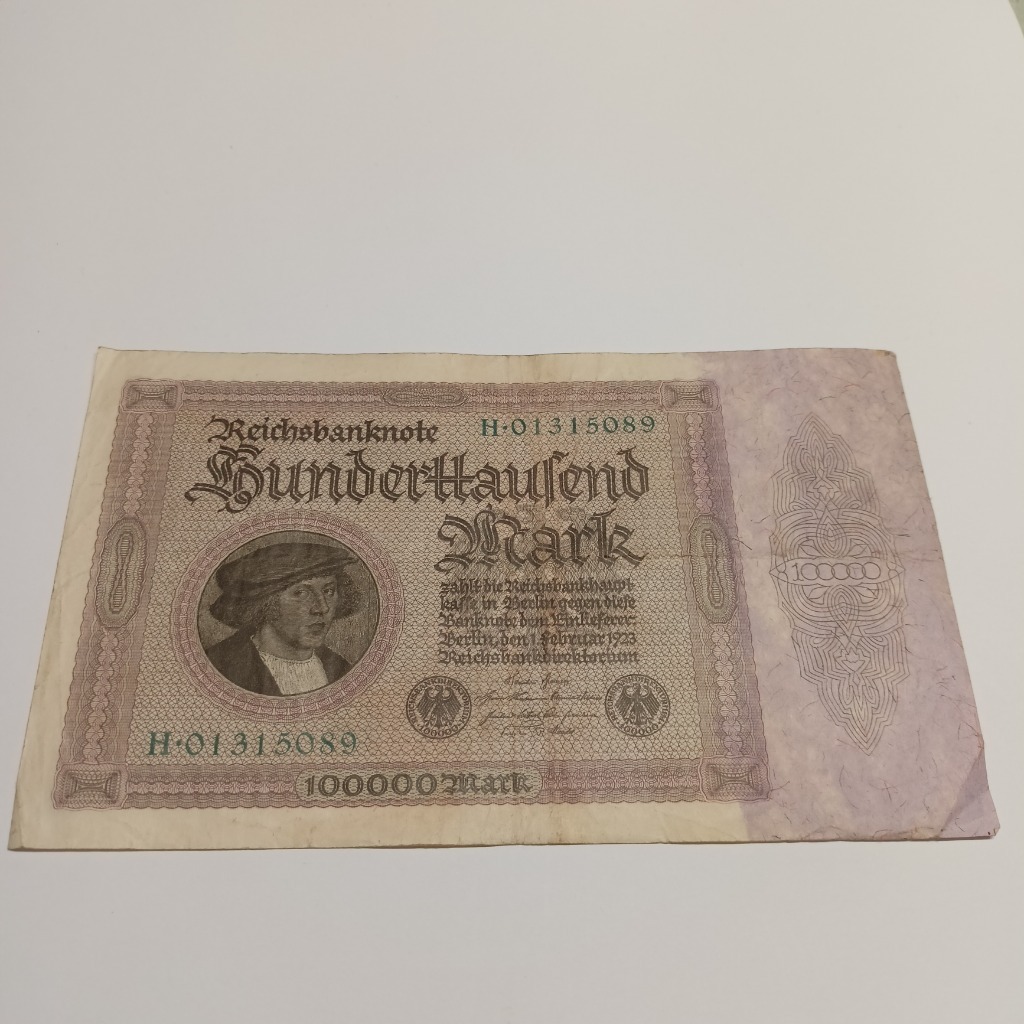 Reichsbanknote
H·01315089
Hunderttausend
Mark
zahlt die Reichsbankhaupt-
kasse in Berlin gegen diese
Banknote dem Einlieferer.
Berlin, den 1. Februar 1923
Reichsbankdirektorium
100000
H·01315089
100000 Mark